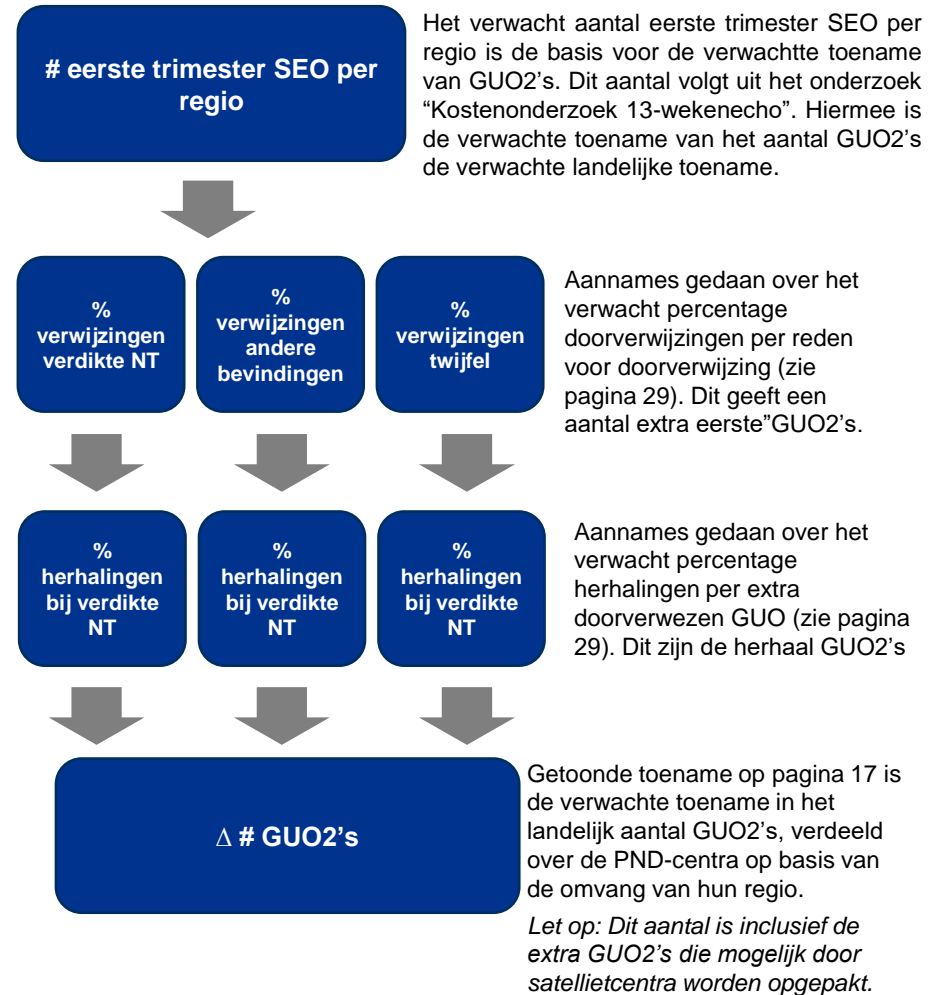 # eerste trimester SEO per
regio
Het verwacht aantal eerste trimester SEO per
regio is de basis voor de verwachtte toename
van GUO2's. Dit aantal volgt uit het onderzoek
“Kostenonderzoek 13-wekenecho”. Hiermee is
de verwachte toename van het aantal GUO2's
de verwachte landelijke toename.
%
verwijzingen
verdikte NT
%
verwijzingen
andere
bevindingen
%
verwijzingen
twijfel
Aannames gedaan over het
verwacht percentage
doorverwijzingen per reden
voor doorverwijzing (zie
pagina 29). Dit geeft een
aantal extra eerste”GUO2's.
%
herhalingen
bij verdikte
NT
%
herhalingen
bij verdikte
NT
%
herhalingen
bij verdikte
NT
Aannames gedaan over het
verwacht percentage
herhalingen per extra
doorverwezen GUO (zie pagina
29). Dit zijn de herhaal GUO2's
Δ # GUO2's
Getoonde toename op pagina 17 is
de verwachte toename in het
landelijk aantal GUO2's, verdeeld
over de PND-centra op basis van
de omvang van hun regio.
Let op: Dit aantal is inclusief de
extra GUO2's die mogelijk door
satellietcentra worden opgepakt.